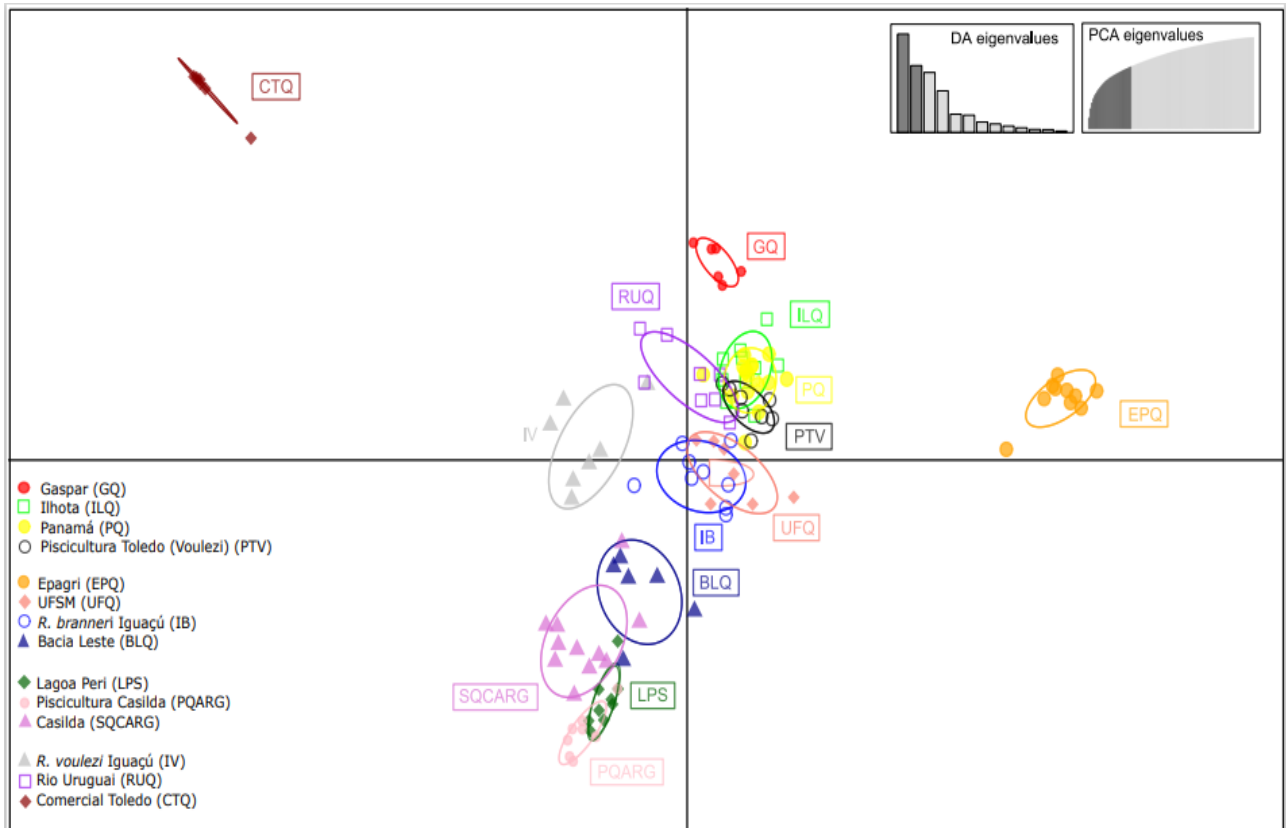 DA eigenvalues
PCA eigenvalues
CTQ
GQ
RUQ
ILQ
PQ
EPQ
PTV
IV
UFQ
IB
BLQ
SQCARG
LPS
PQARG
Gaspar (GQ)
Ilhota (ILQ)
Panamá (PQ)
Piscicultura Toledo (Voulezi) (PTV)
Epagri (EPQ)
UFSM (UFQ)
R. branneri Iguaçú (IB)
Bacia Leste (BLQ)
Lagoa Peri (LPS)
Piscicultura Casilda (PQARG)
Casilda (SQCARG)
R. voulezi Iguaçú (IV)
Rio Uruguai (RUQ)
Comercial Toledo (CTQ)